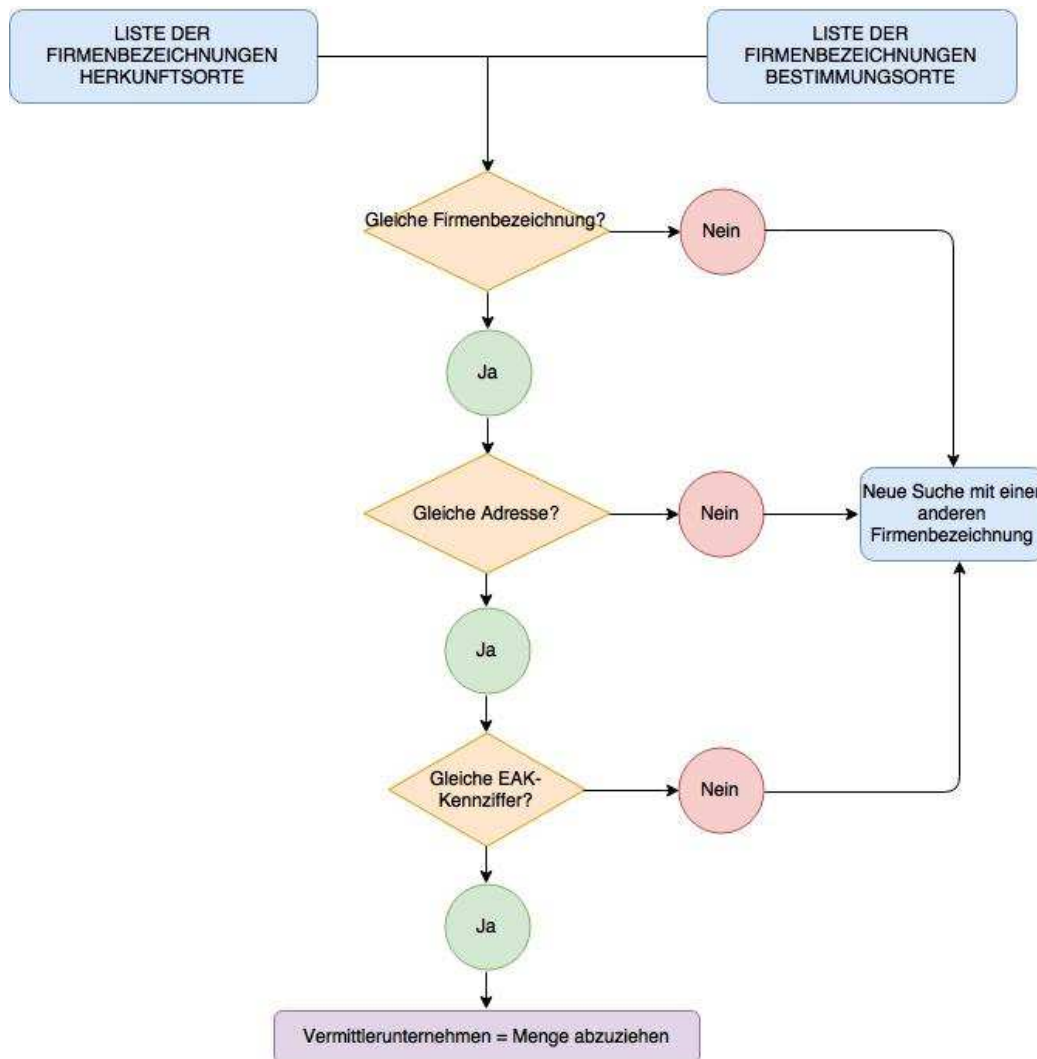 LISTE DER
FIRMENBEZEICHNUNGEN
HERKUNFTSORTE
LISTE DER
FIRMENBEZEICHNUNGEN
BESTIMMUNGSORTE
Gleiche Firmenbezeichnung?
Nein
Ja
Gleiche Adresse?
Nein
Neue Suche mit einer
anderen
Firmenbezeichnung
Ja
Gleiche EAK-
Kennziffer?
Nein
Ja
Vermittlerunternehmen = Menge abzuziehen